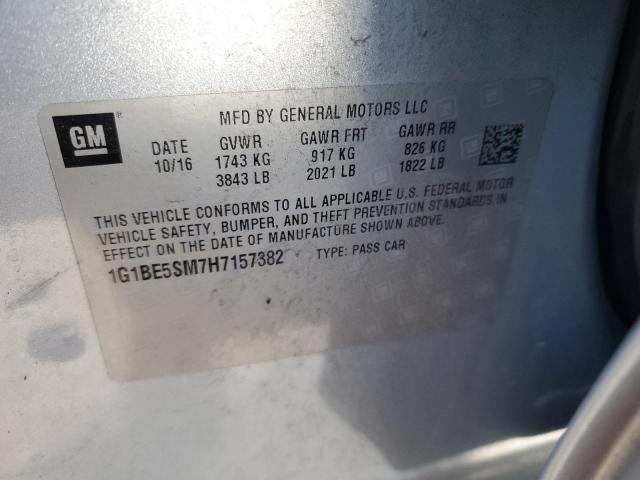 GM
MFD BY GENERAL MOTORS LLC
DATE GVWR GAWR FRT GAWR RR
10/16 1743 KG 917 KG 826 KG
3843 LB 2021 LB 1822 LB
THIS VEHICLE CONFORMS TO ALL APPLICABLE U.S. FEDERAL MOTOR
VEHICLE SAFETY, BUMPER, AND THEFT PREVENTION STANDARDS IN
EFFECT ON THE DATE OF MANUFACTURE SHOWN ABOVE.
1G1BE5SM7H7157382 TYPE: PASS CAR